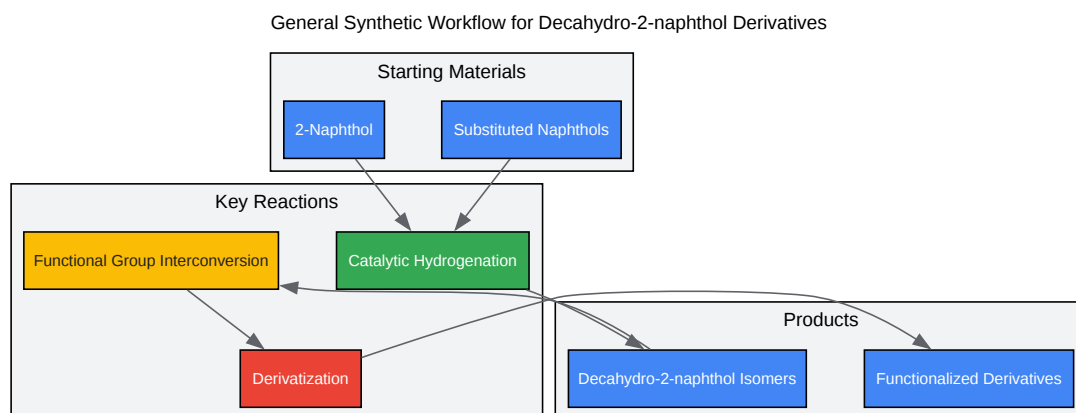 General Synthetic Workflow for Decahydro-2-naphthol Derivatives
Starting Materials
2-Naphthol
Substituted Naphthols
Key Reactions
Functional Group Interconversion
Catalytic Hydrogenation
Products
Derivatization
Decahydro-2-naphthol Isomers
Functionalized Derivatives